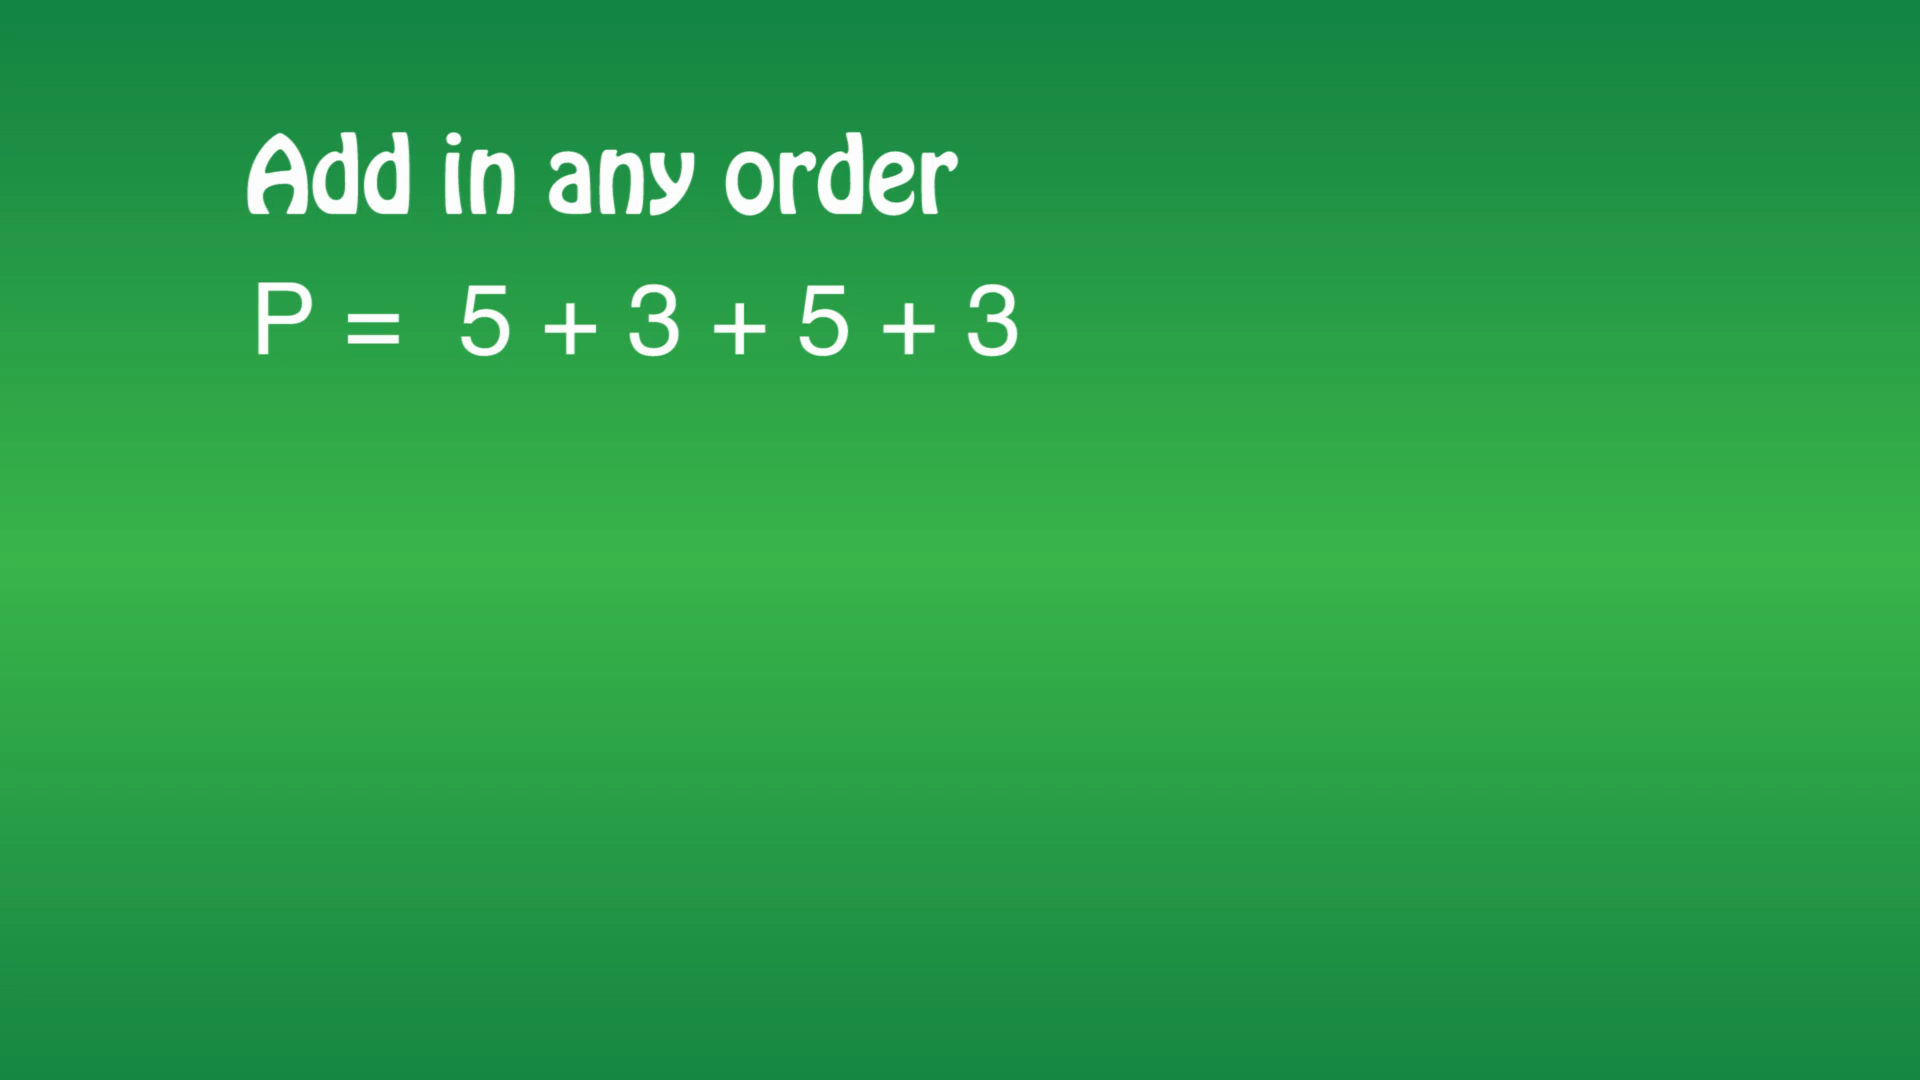 Add in any order
P = 5 + 3 + 5 + 3